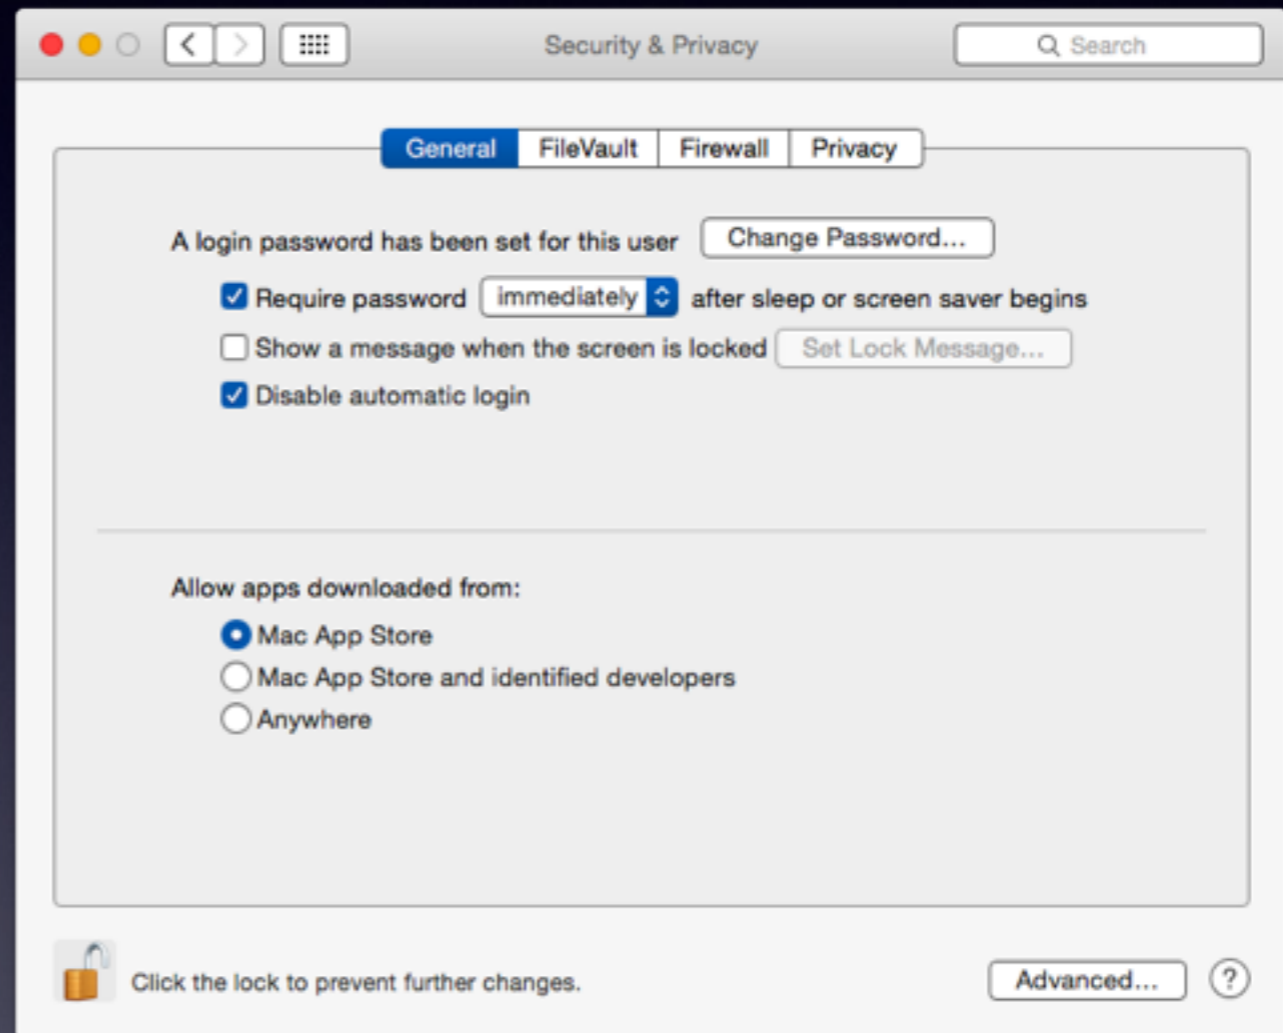 Security & Privacy Search
General FileVault Firewall Privacy
A login password has been set for this user Change Password...
Require password immediately after sleep or screen saver begins
Show a message when the screen is locked Set Lock Message...
Disable automatic login
Allow apps downloaded from:
Mac App Store
Mac App Store and identified developers
Anywhere
Click the lock to prevent further changes. Advanced... ?